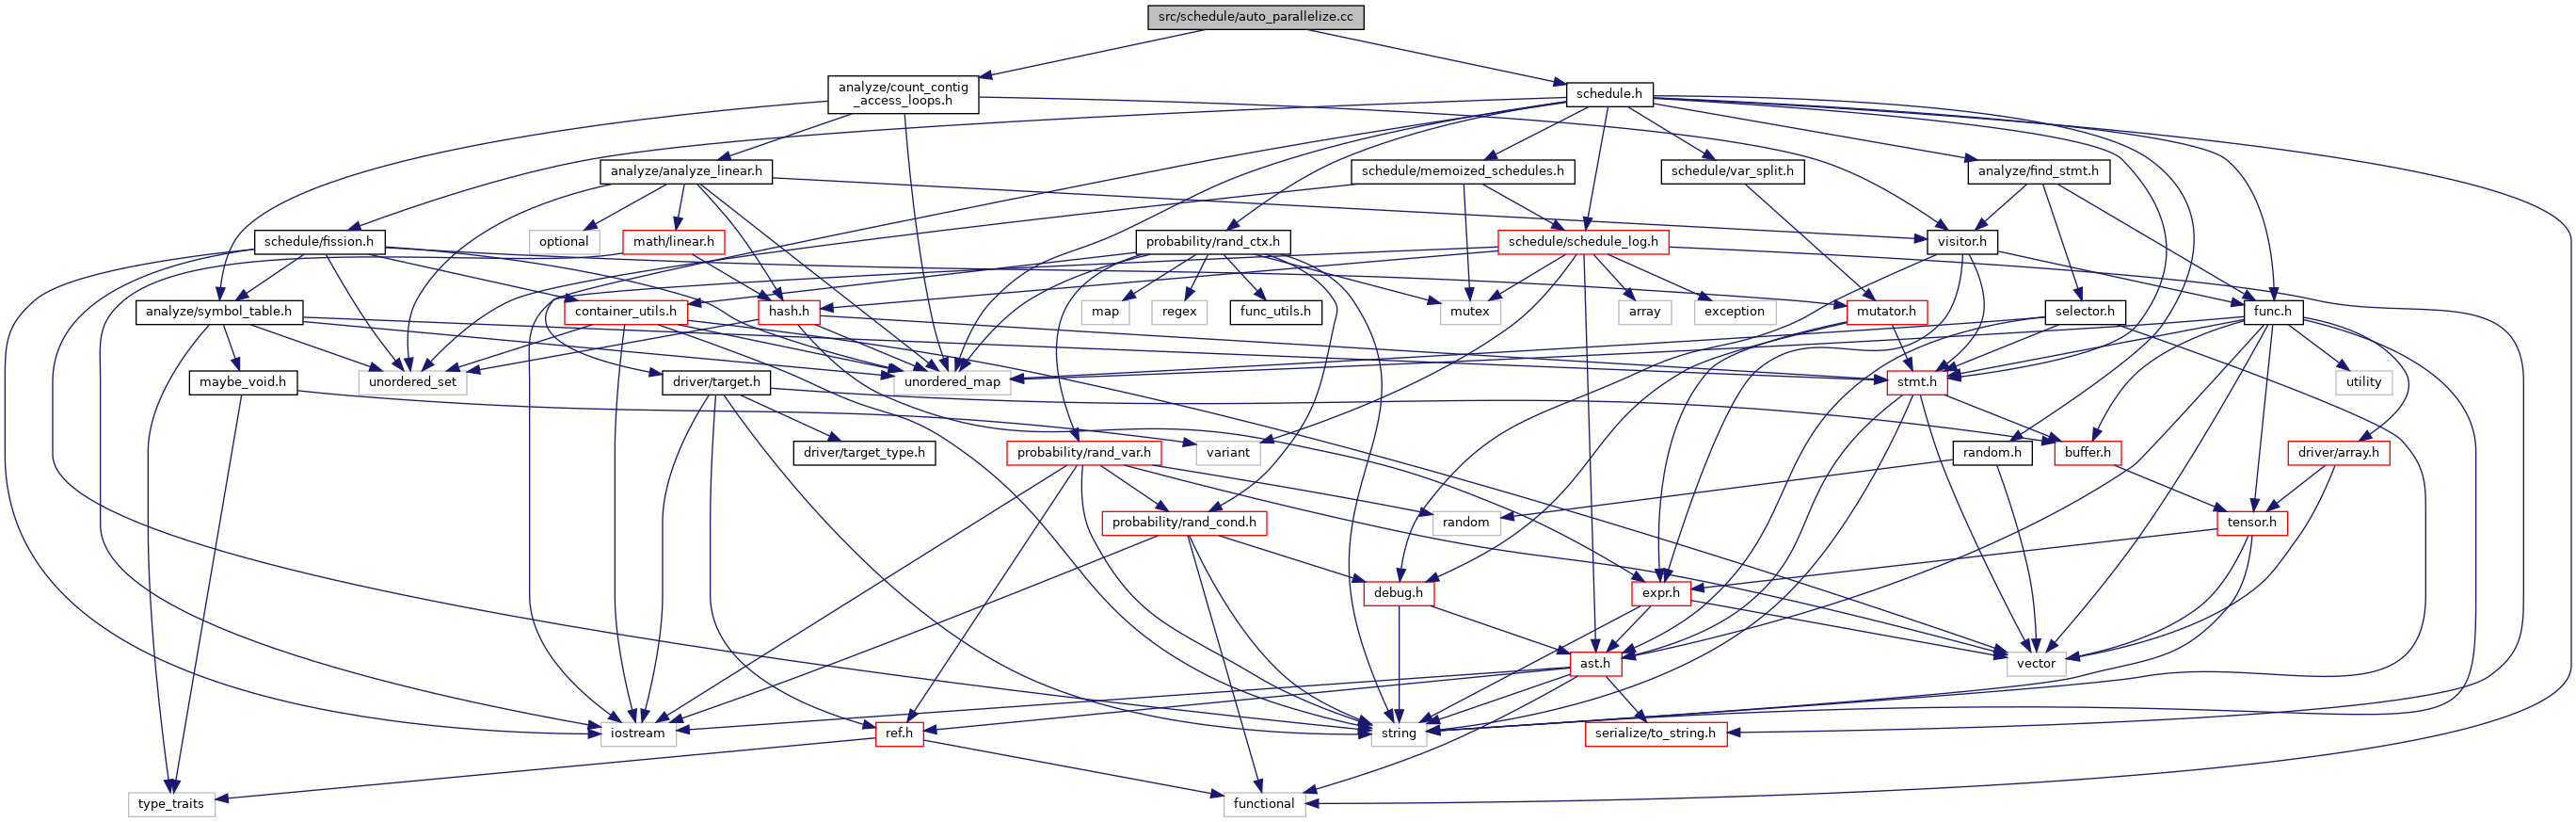 src/schedule/auto_parallelize.cc
analyze/count_contig
_access_loops.h
schedule.h
analyze/analyze_linear.h
schedule/memoized_schedules.h
schedule/var_split.h
analyze/find_stmt.h
schedule/fission.h
optional
math/linear.h
probability/rand_ctx.h
schedule/schedule_log.h
visitor.h
analyze/symbol_table.h
container_utils.h
hash.h
map
regex
func_utils.h
mutex
array
exception
mutator.h
selector.h
func.h
maybe_void.h
unordered_set
driver/target.h
unordered_map
stmt.h
utility
driver/target_type.h
probability/rand_var.h
variant
random.h
buffer.h
driver/array.h
probability/rand_cond.h
random
tensor.h
debug.h
expr.h
ast.h
vector
iostream
ref.h
string
serialize/to_string.h
type_traits
functional